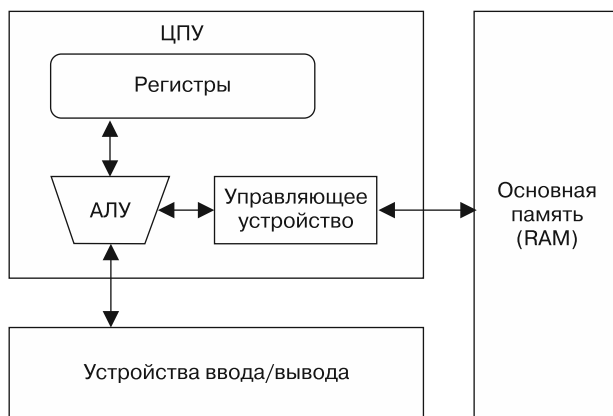 ЦПУ
Регистры
АЛУ
Управляющее
устройство
Основная
память
(RAM)
Устройства ввода/вывода